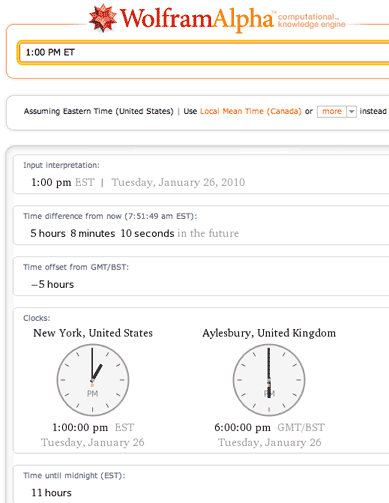 WolframAlpha™ computational™ knowledge engine
1:00 PM ET
Assuming Eastern Time (United States) | Use Local Mean Time (Canada) or more instead
Input interpretation:
1:00 pm EST | Tuesday, January 26, 2010
Time difference from now (7:51:49 am EST):
5 hours 8 minutes 10 seconds in the future
Time offset from GMT/BST:
−5 hours
Clocks:
New York, United States Aylesbury, United Kingdom
PM PM
1:00:00 pm EST 6:00:00 pm GMT/BST
Tuesday, January 26 Tuesday, January 26
Time until midnight (EST):
11 hours